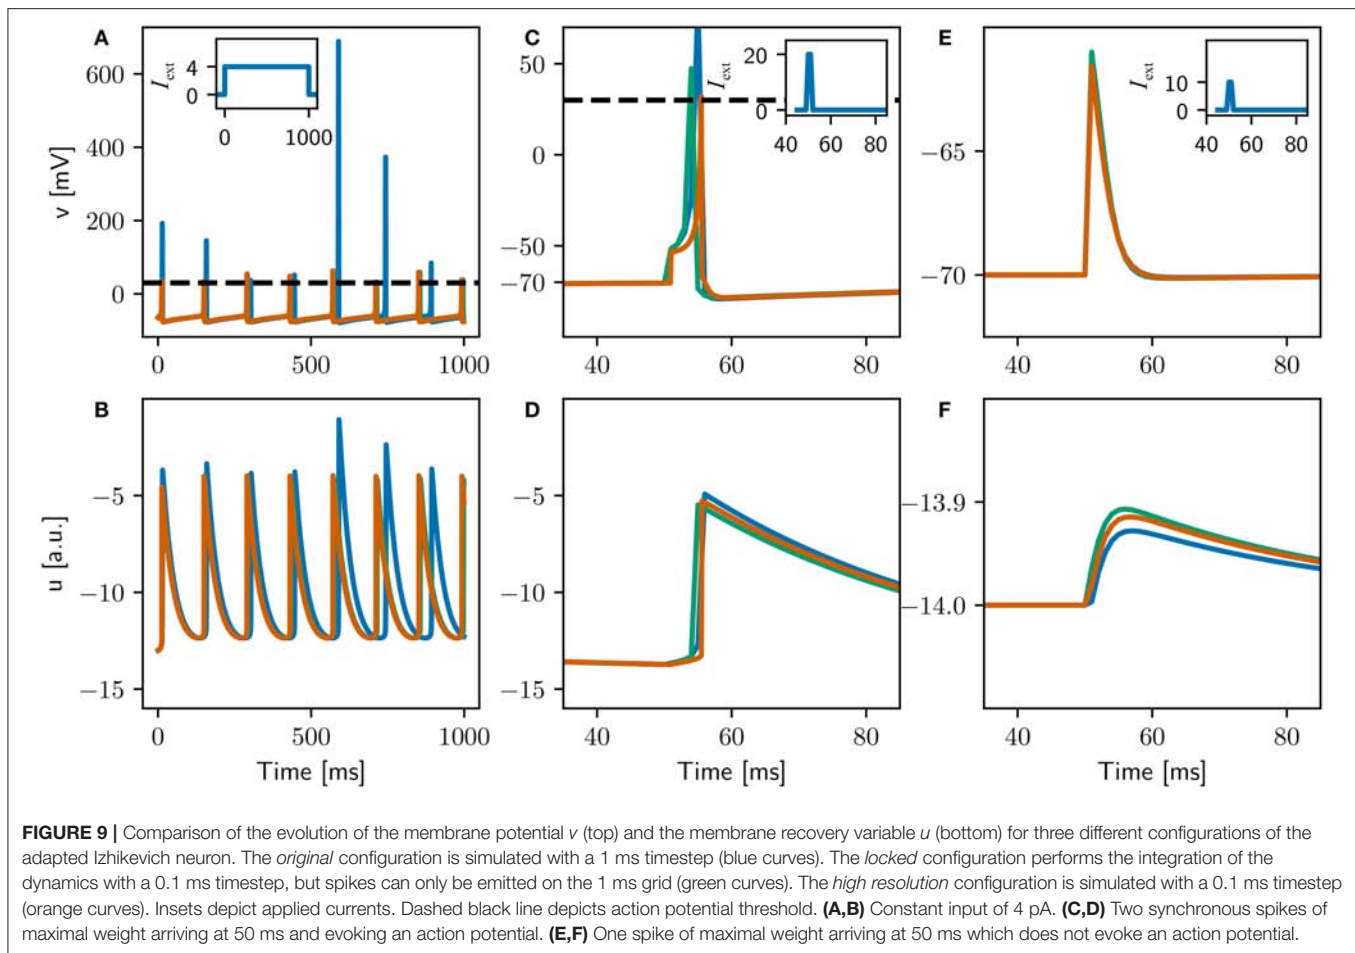 A
C
E
600
400
200
0
v [mV]
I_ext
4
0
0
1000
0
500
1000
50
0
−50
−70
I_ext
20
0
40
60
80
40
60
80
−65
−70
I_ext
10
0
40
60
80
40
60
80
B
D
F
−5
−10
−15
u [a.u.]
0
500
1000
Time [ms]
−5
−10
−15
40
60
80
Time [ms]
−13.9
−14.0
40
60
80
Time [ms]
FIGURE 9 | Comparison of the evolution of the membrane potential v (top) and the membrane recovery variable u (bottom) for three different configurations of the
adapted Izhikevich neuron. The original configuration is simulated with a 1 ms timestep (blue curves). The locked configuration performs the integration of the
dynamics with a 0.1 ms timestep, but spikes can only be emitted on the 1 ms grid (green curves). The high resolution configuration is simulated with a 0.1 ms timestep
(orange curves). Insets depict applied currents. Dashed black line depicts action potential threshold. (A,B) Constant input of 4 pA. (C,D) Two synchronous spikes of
maximal weight arriving at 50 ms and evoking an action potential. (E,F) One spike of maximal weight arriving at 50 ms which does not evoke an action potential.